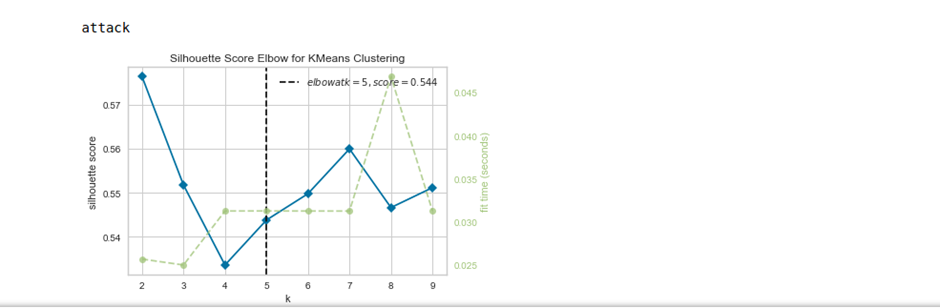 attack
Silhouette Score Elbow for KMeans Clustering
elbowatk = 5, score = 0.544
silhouette score
0.57
0.56
0.55
0.54
0.045
0.040
0.035
0.030
0.025
fit time (seconds)
2 3 4 5 6 7 8 9
k